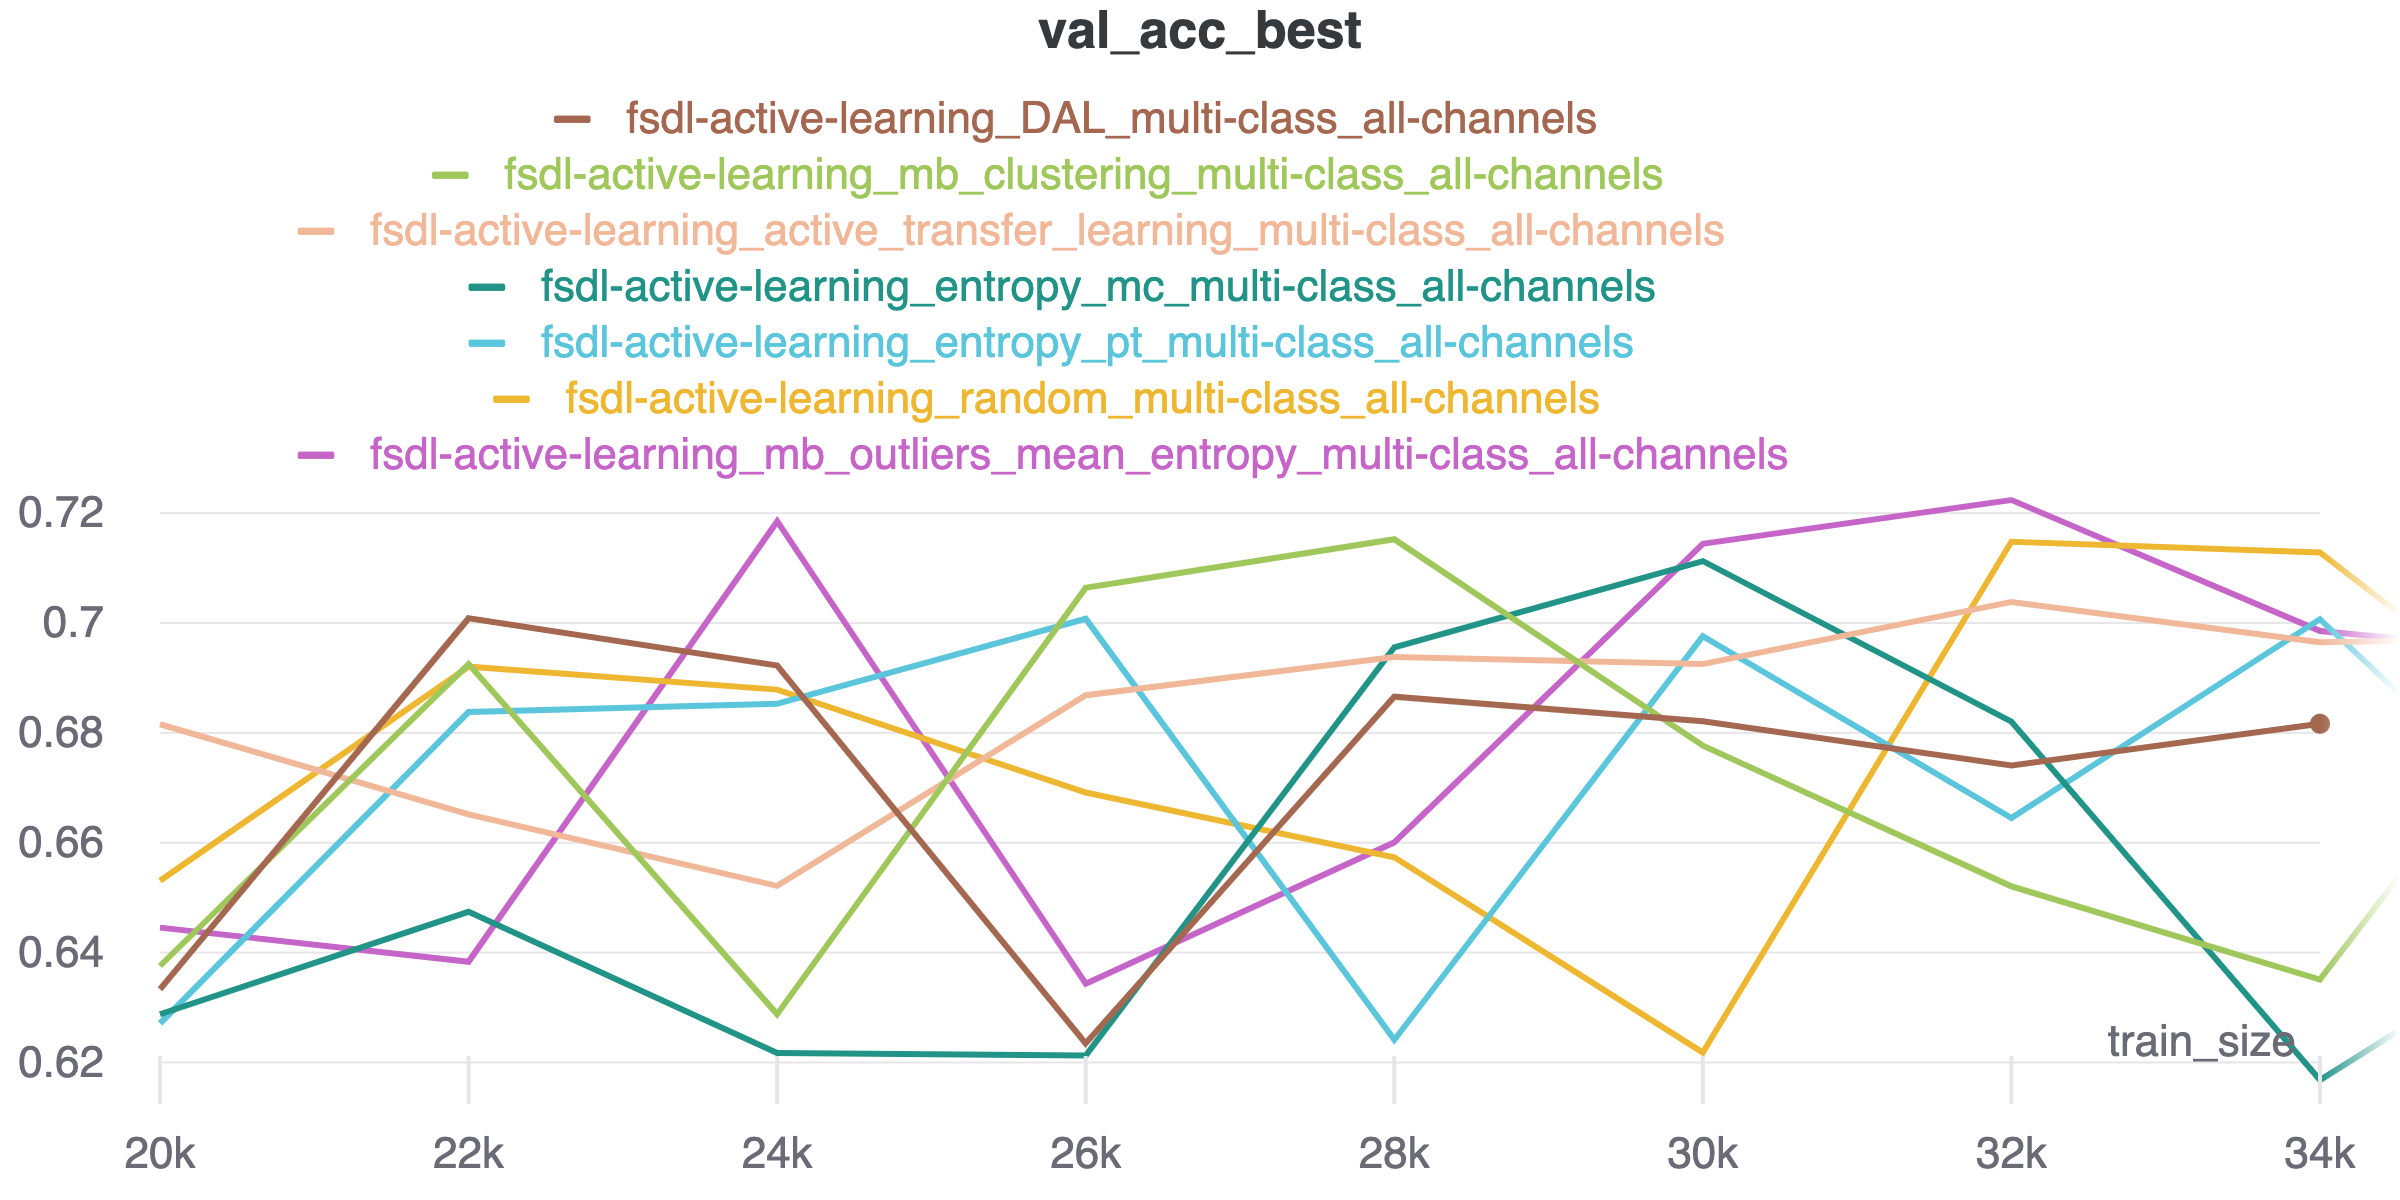 val_acc_best
fsdl-active-learning_DAL_multi-class_all-channels
fsdl-active-learning_mb_clustering_multi-class_all-channels
fsdl-active-learning_active_transfer_learning_multi-class_all-channels
fsdl-active-learning_entropy_mc_multi-class_all-channels
fsdl-active-learning_entropy_pt_multi-class_all-channels
fsdl-active-learning_random_multi-class_all-channels
fsdl-active-learning_mb_outliers_mean_entropy_multi-class_all-channels
0.72
0.7
0.68
0.66
0.64
0.62
train_size
20k 22k 24k 26k 28k 30k 32k 34k